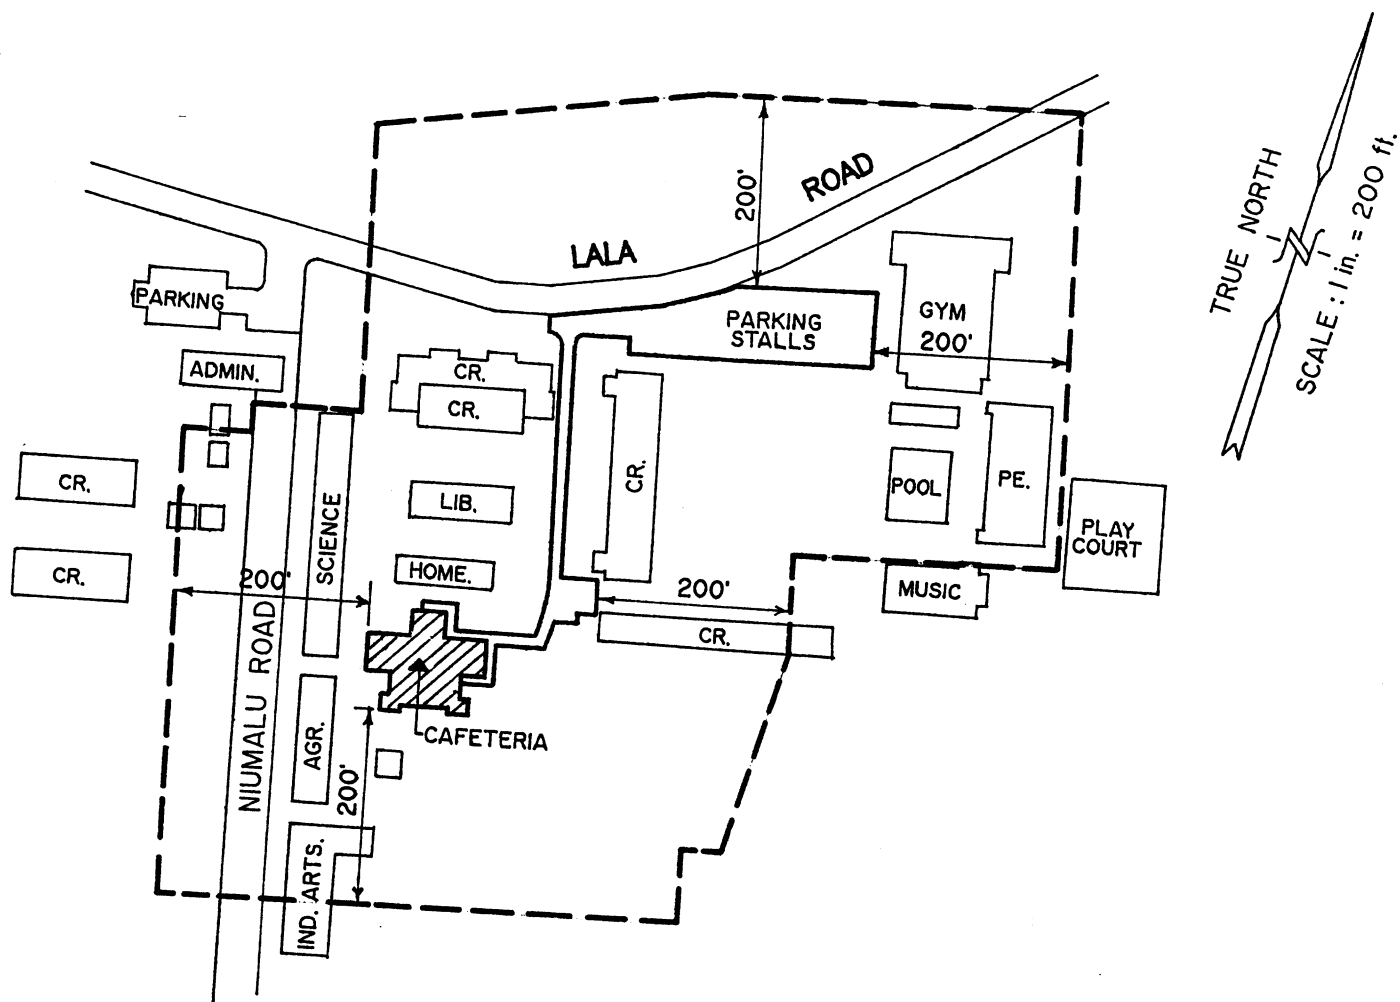 TRUE NORTH
SCALE : 1 in. = 200 ft.
200'
ROAD
LALA
PARKING
PARKING
STALLS
GYM
200'
ADMIN.
CR.
CR.
CR.
CR.
LIB.
SCIENCE
POOL
PE.
PLAY
COURT
CR.
HOME.
200'
200'
MUSIC
CR.
NIUMALU ROAD
AGR.
CAFETERIA
200'
IND. ARTS.